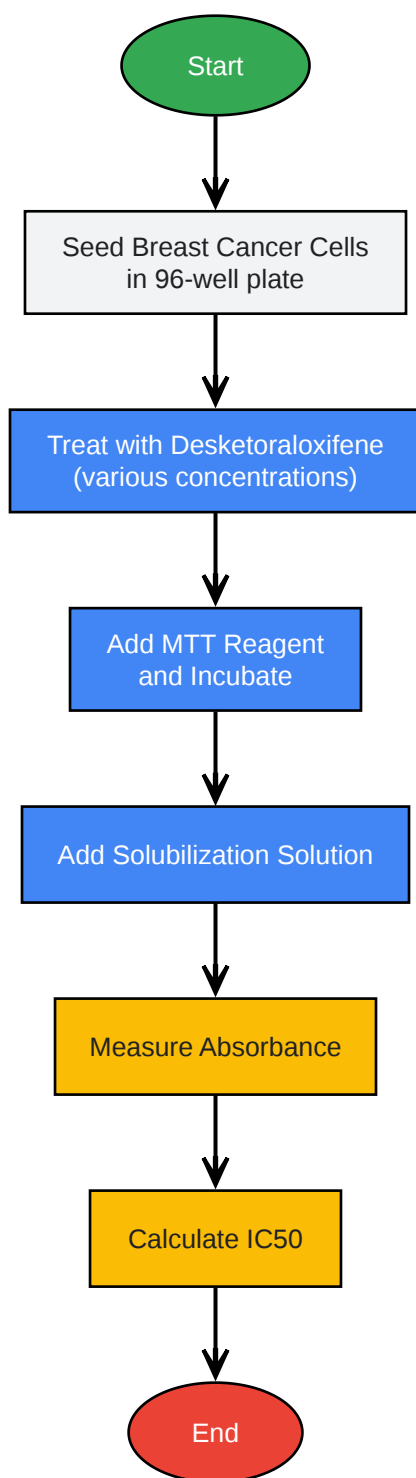 Start
Seed Breast Cancer Cells
in 96-well plate
Treat with Desketoraloxifene
(various concentrations)
Add MTT Reagent
and Incubate
Add Solubilization Solution
Measure Absorbance
Calculate IC50
End